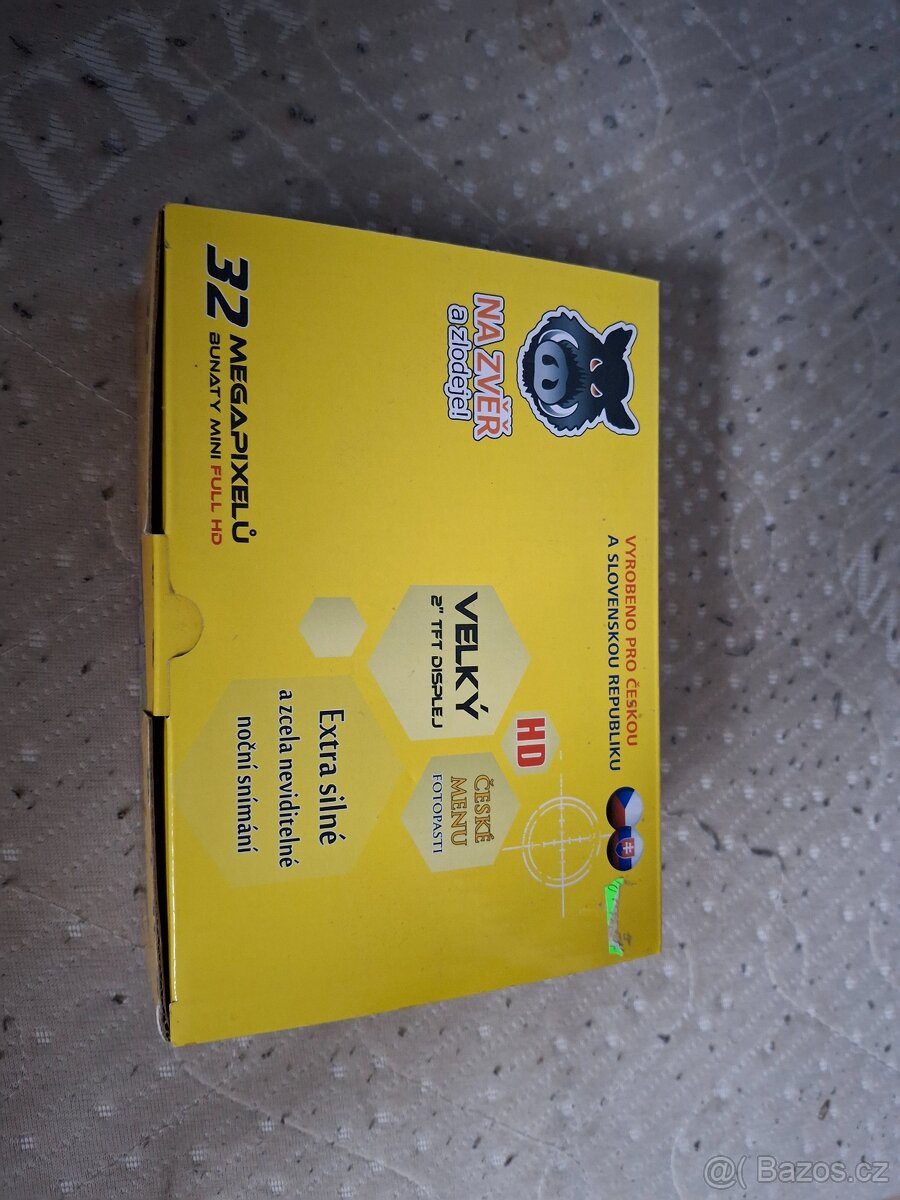 VYROBENO PRO ČESKOU
A SLOVENSKOU REPUBLIKU
NA ZVĚŘ
a zloděje!
HD
VELKÝ
2" TFT DISPLEJ
ČESKÉ
MENU
FOTOPASTI
Extra silné
a zcela neviditelné
noční snímání
32 MEGAPIXELŮ
BUNATY MINI FULL HD
@( Bazos.cz